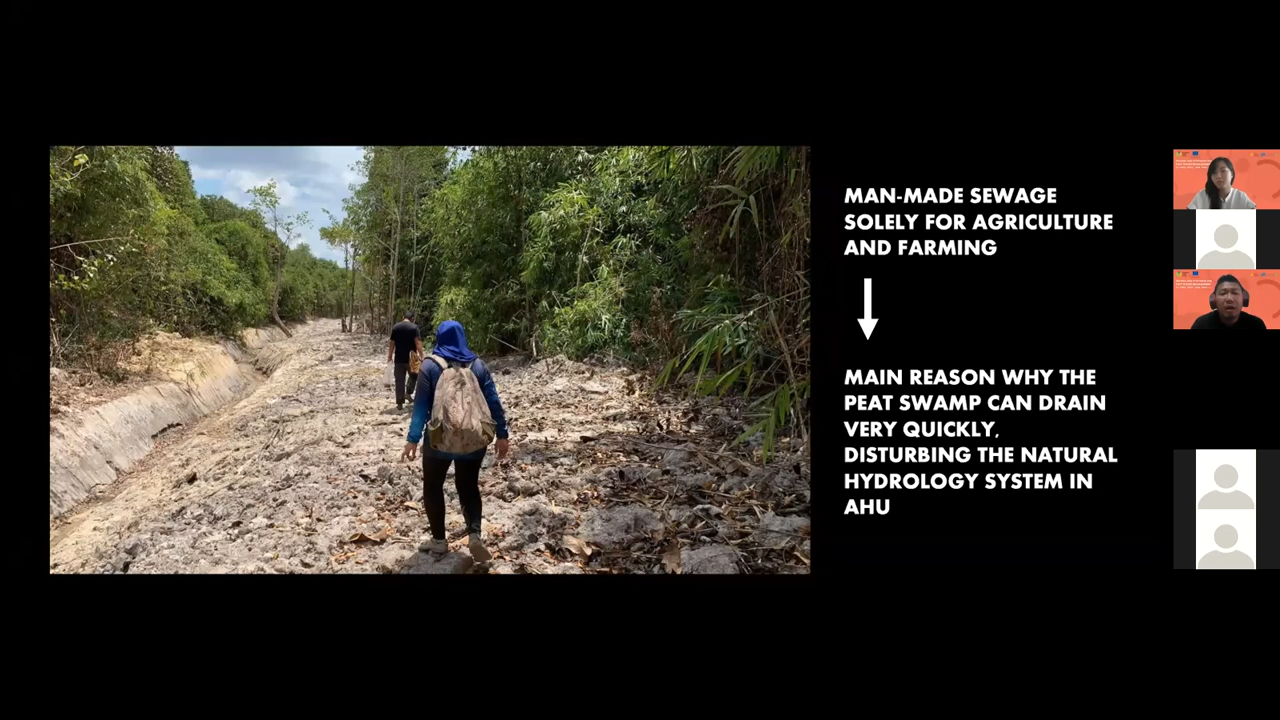 MAN-MADE SEWAGE
SOLELY FOR AGRICULTURE
AND FARMING
MAIN REASON WHY THE
PEAT SWAMP CAN DRAIN
VERY QUICKLY,
DISTURBING THE NATURAL
HYDROLOGY SYSTEM IN
AHU